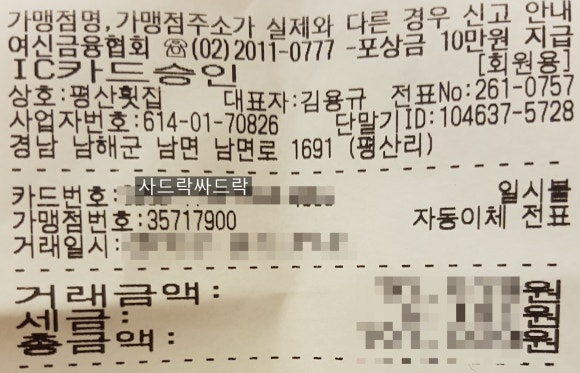 가맹점명,가맹점주소가 실제와 다른 경우 신고 안내
여신금융협회 ☏(02)2011-0777 -포상금 10만원 지급
IC카드승인 [회원용]
상호:평산횟집 대표자:김용규 전표No:261-0757
사업자번호:614-01-70826 단말기ID:104637-5728
경남 남해군 남면 남면로 1691 (평산리)
카드번호: 사드락싸드락 일시불
가맹점번호:35717900 자동이체 전표
거래일시:
거래금액: 원
세금: 원
총금액: 원